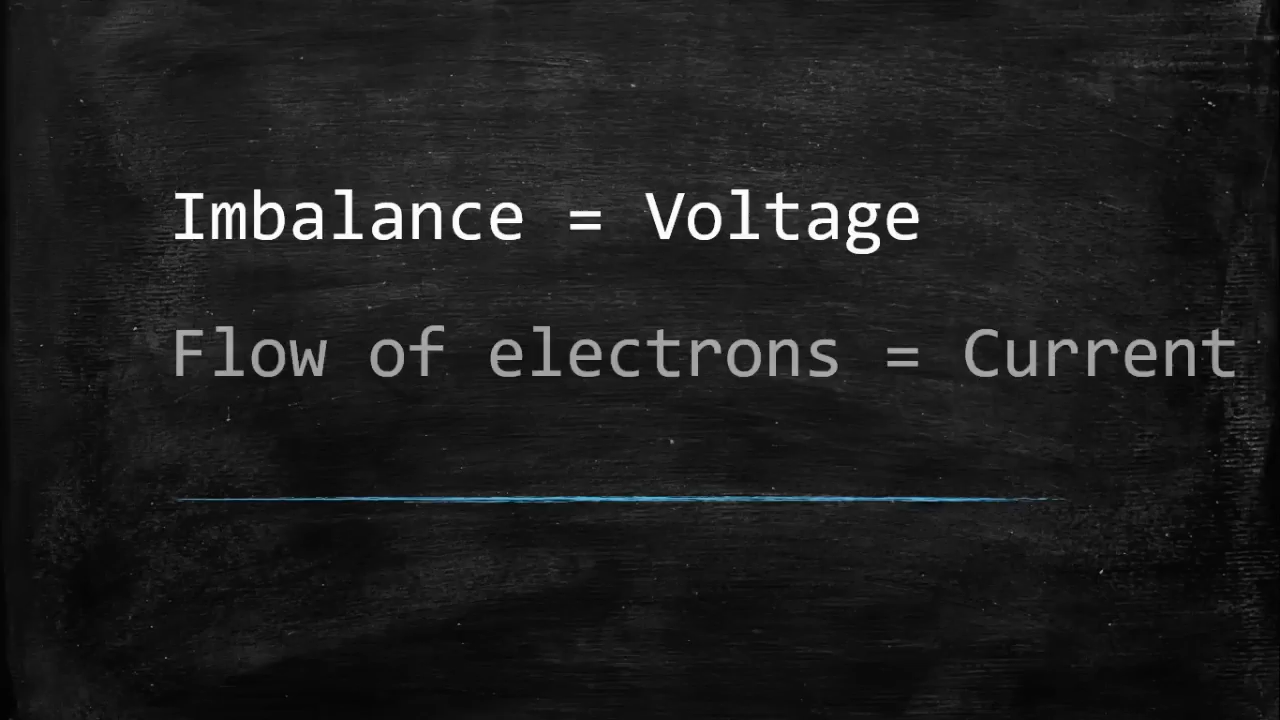 Imbalance = Voltage
Flow of electrons = Current